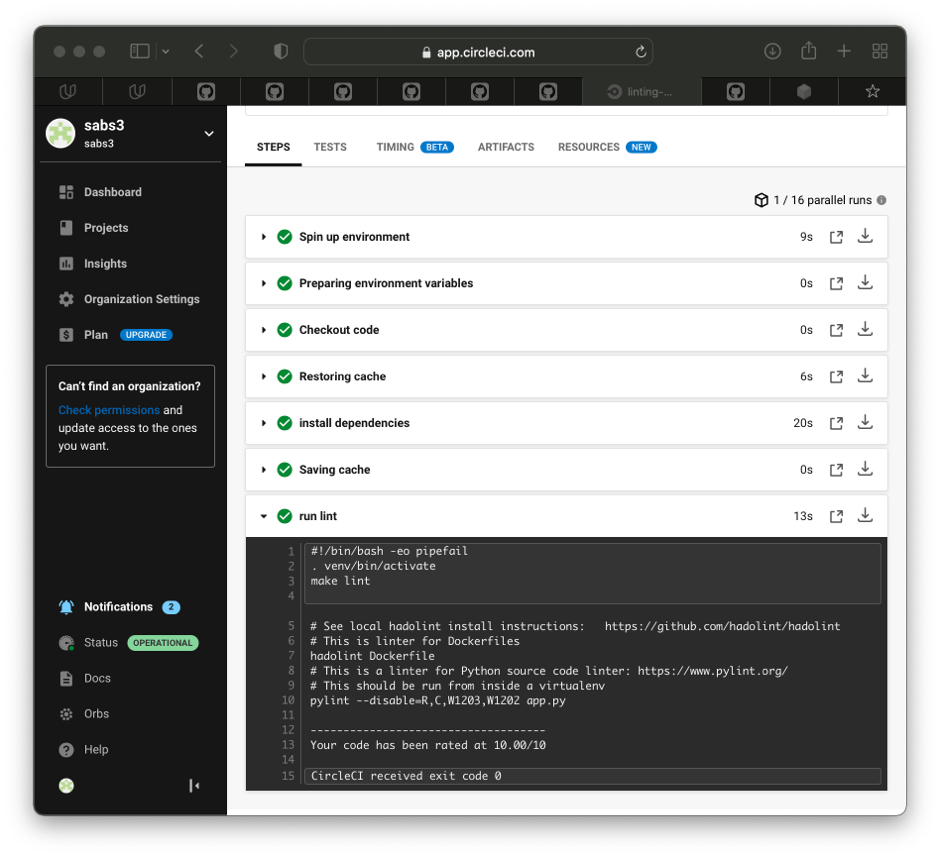 app.circleci.com
linting-...
sabs3
sabs3
Dashboard
Projects
Insights
Organization Settings
Plan UPGRADE
Can't find an organization?
Check permissions and
update access to the ones
you want.
Notifications 2
Status OPERATIONAL
Docs
Orbs
Help
STEPS TESTS TIMING BETA ARTIFACTS RESOURCES NEW
1 / 16 parallel runs
Spin up environment 9s
Preparing environment variables 0s
Checkout code 0s
Restoring cache 6s
install dependencies 20s
Saving cache 0s
run lint 13s
1 #!/bin/bash -eo pipefail
2 . venv/bin/activate
3 make lint
4
5 # See local hadolint install instructions:   https://github.com/hadolint/hadolint
6 # This is linter for Dockerfiles
7 hadolint Dockerfile
8 # This is a linter for Python source code linter: https://www.pylint.org/
9 # This should be run from inside a virtualenv
10 pylint --disable=R,C,W1203,W1202 app.py
11
12 ------------------------------------
13 Your code has been rated at 10.00/10
14
15 CircleCI received exit code 0